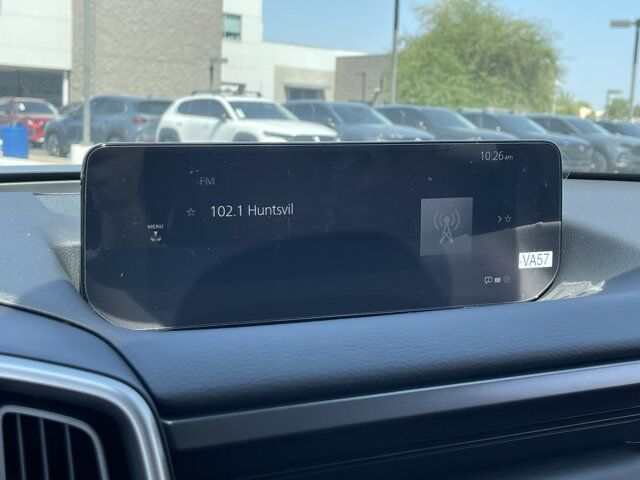 10:26 am
FM
☆ 102.1 Huntsvil
MENU
-VA57